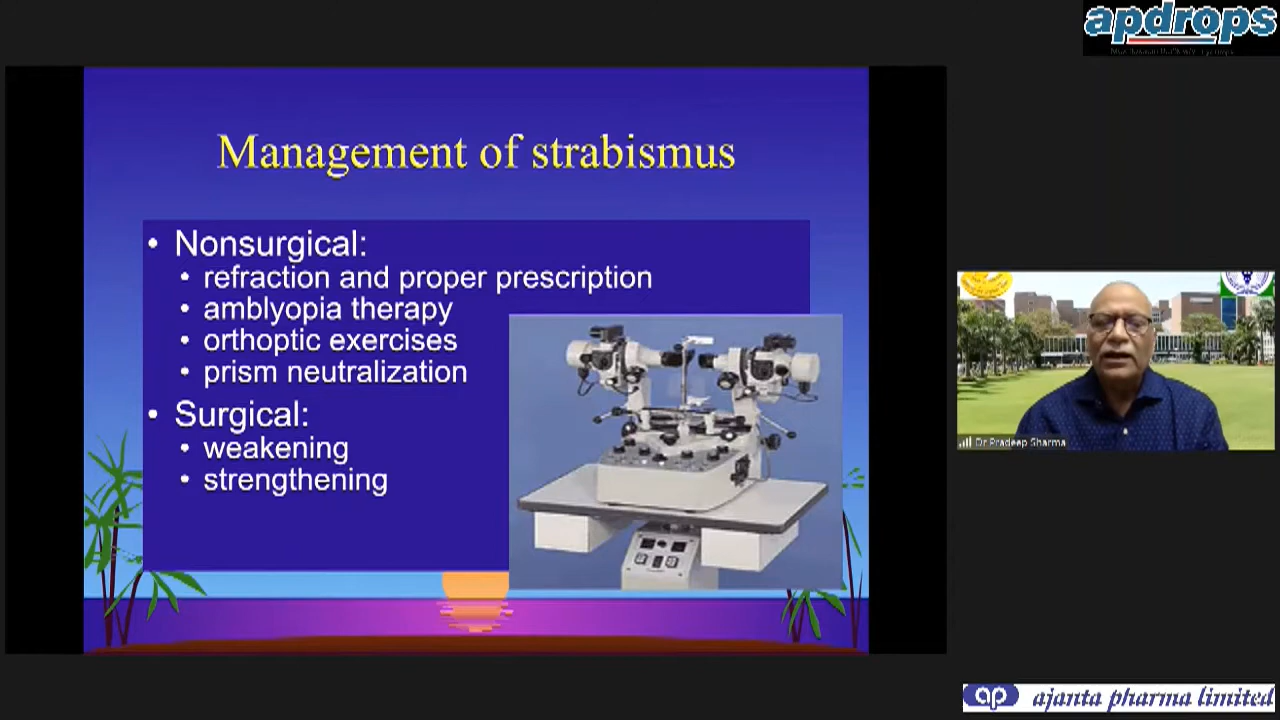 apdrops
Management of strabismus
• Nonsurgical:
• refraction and proper prescription
• amblyopia therapy
• orthoptic exercises
• prism neutralization
• Surgical:
• weakening
• strengthening
Dr Pradeep Sharma
ap ajanta pharma limited